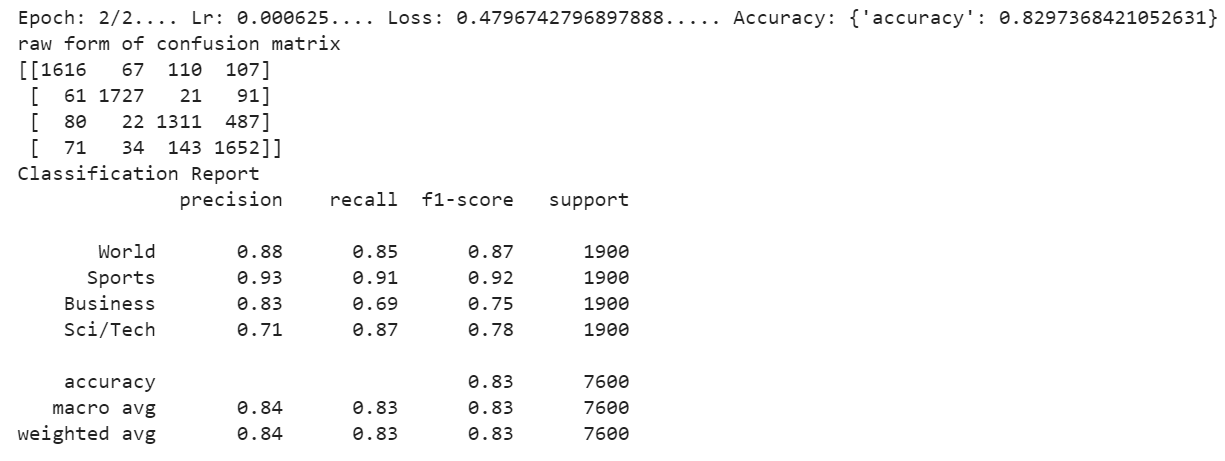 Epoch: 2/2.... Lr: 0.000625.... Loss: 0.4796742796897888..... Accuracy: {'accuracy': 0.8297368421052631}
raw form of confusion matrix
[[1616   67  110  107]
 [  61 1727   21   91]
 [  80   22 1311  487]
 [  71   34  143 1652]]
Classification Report
              precision    recall  f1-score   support
       World       0.88      0.85      0.87      1900
      Sports       0.93      0.91      0.92      1900
    Business       0.83      0.69      0.75      1900
    Sci/Tech       0.71      0.87      0.78      1900
    accuracy                           0.83      7600
   macro avg       0.84      0.83      0.83      7600
weighted avg       0.84      0.83      0.83      7600